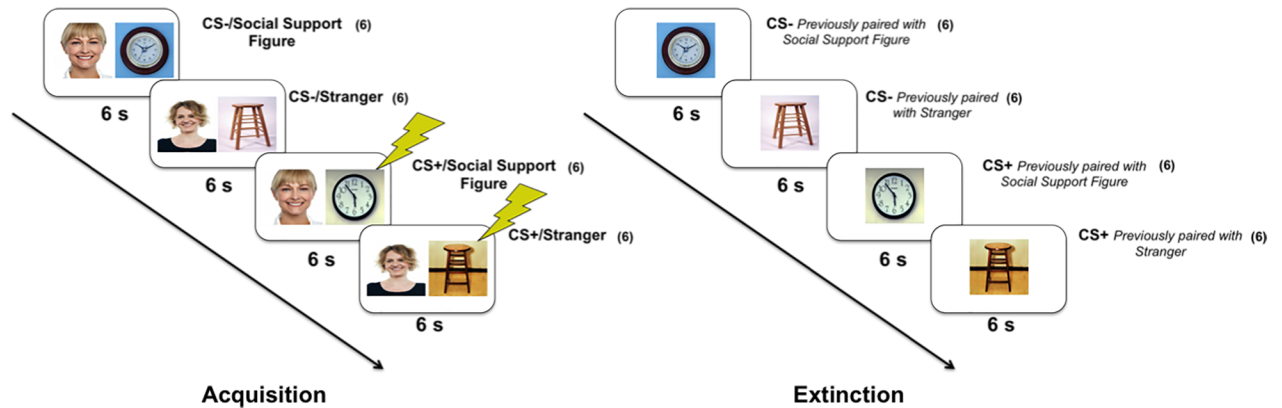 CS-/Social Support (6)
Figure
6 s
CS-/Stranger (6)
6 s
CS+/Social Support (6)
Figure
6 s
CS+/Stranger (6)
6 s
Acquisition
CS- Previously paired with (6)
Social Support Figure
6 s
CS- Previously paired (6)
with Stranger
6 s
CS+ Previously paired with (6)
Social Support Figure
6 s
CS+ Previously paired with (6)
Stranger
6 s
Extinction